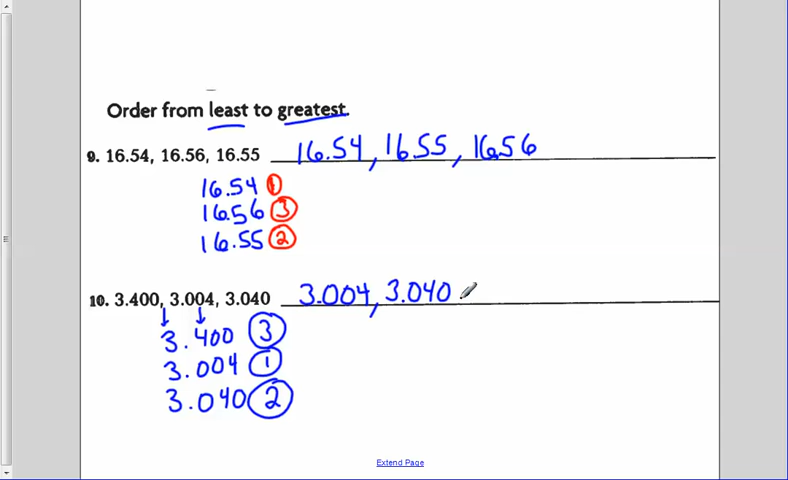 Order from least to greatest.
9. 16.54, 16.56, 16.55 16.54, 16.55, 16.56
16.54 1
16.56 3
16.55 2
10. 3.400, 3.004, 3.040 3.004, 3.040
3.400 3
3.004 1
3.040 2
Extend Page